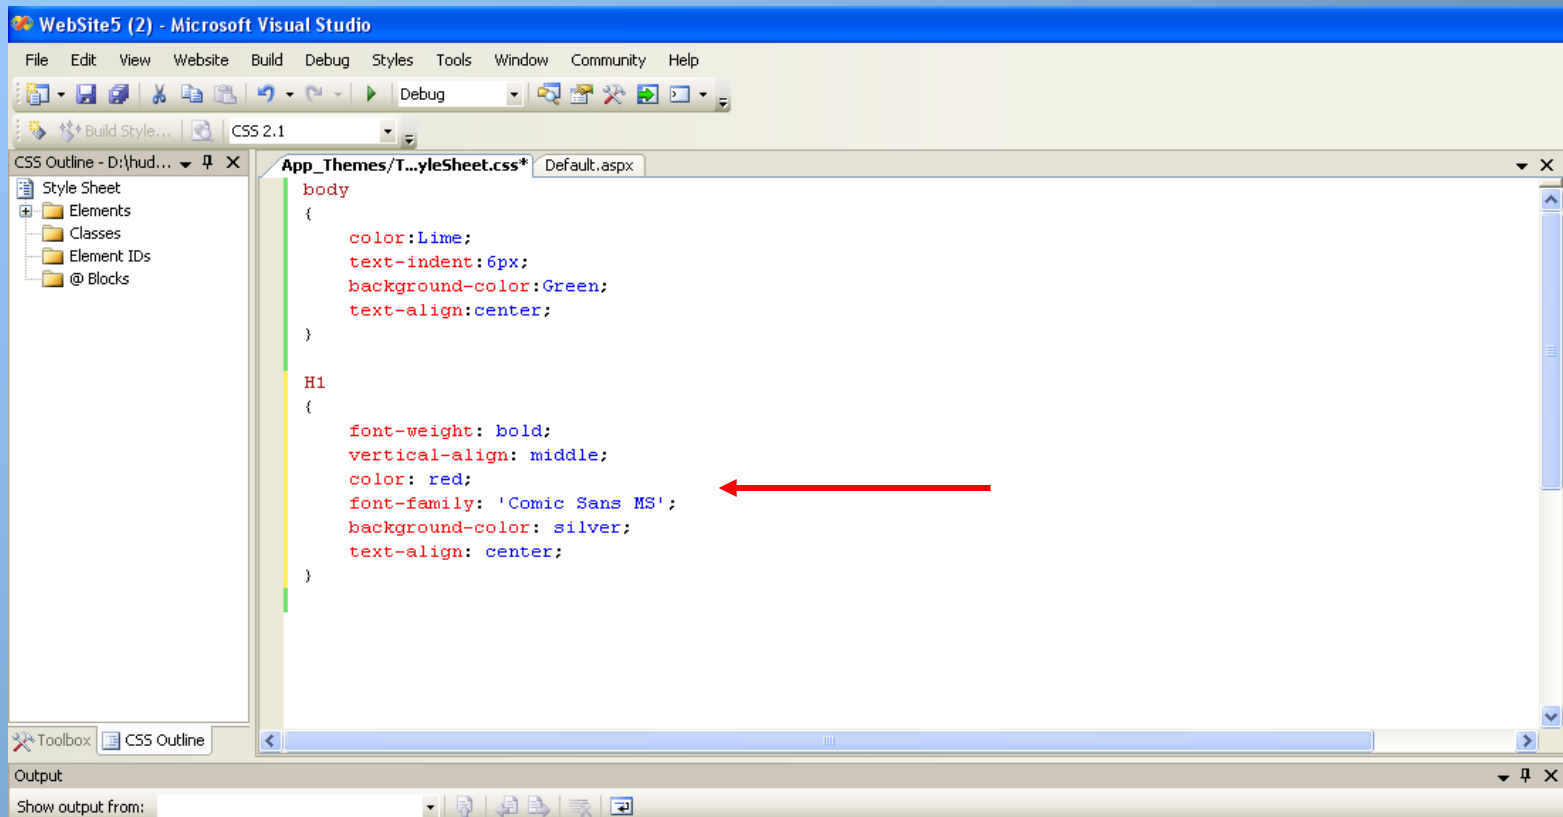 WebSite5 (2) - Microsoft Visual Studio
File Edit View Website Build Debug Styles Tools Window Community Help
Debug
Build Style... CSS 2.1
CSS Outline - D:\hud...
App_Themes/T...yleSheet.css* Default.aspx
Style Sheet
Elements
Classes
Element IDs
@ Blocks
body
{
color:Lime;
text-indent:6px;
background-color:Green;
text-align:center;
}
H1
{
font-weight: bold;
vertical-align: middle;
color: red;
font-family: 'Comic Sans MS';
background-color: silver;
text-align: center;
}
Toolbox CSS Outline
Output
Show output from: